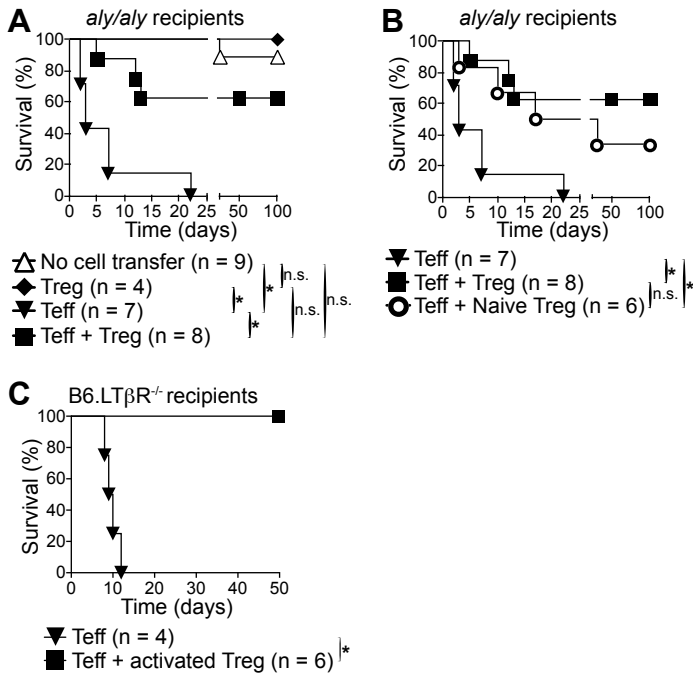 A
aly/aly recipients
Survival (%)
100
80
60
40
20
0
0 5 10 15 20 25 50 100
Time (days)
No cell transfer (n = 9)
Treg (n = 4)
Teff (n = 7)
Teff + Treg (n = 8)
* * * n.s. n.s. n.s.
B
aly/aly recipients
Survival (%)
100
80
60
40
20
0
0 5 10 15 20 25 50 100
Time (days)
Teff (n = 7)
Teff + Treg (n = 8)
Teff + Naive Treg (n = 6)
* n.s. *
C
B6.LTβR-/- recipients
Survival (%)
100
80
60
40
20
0
0 10 20 30 40 50
Time (days)
Teff (n = 4)
Teff + activated Treg (n = 6)
*